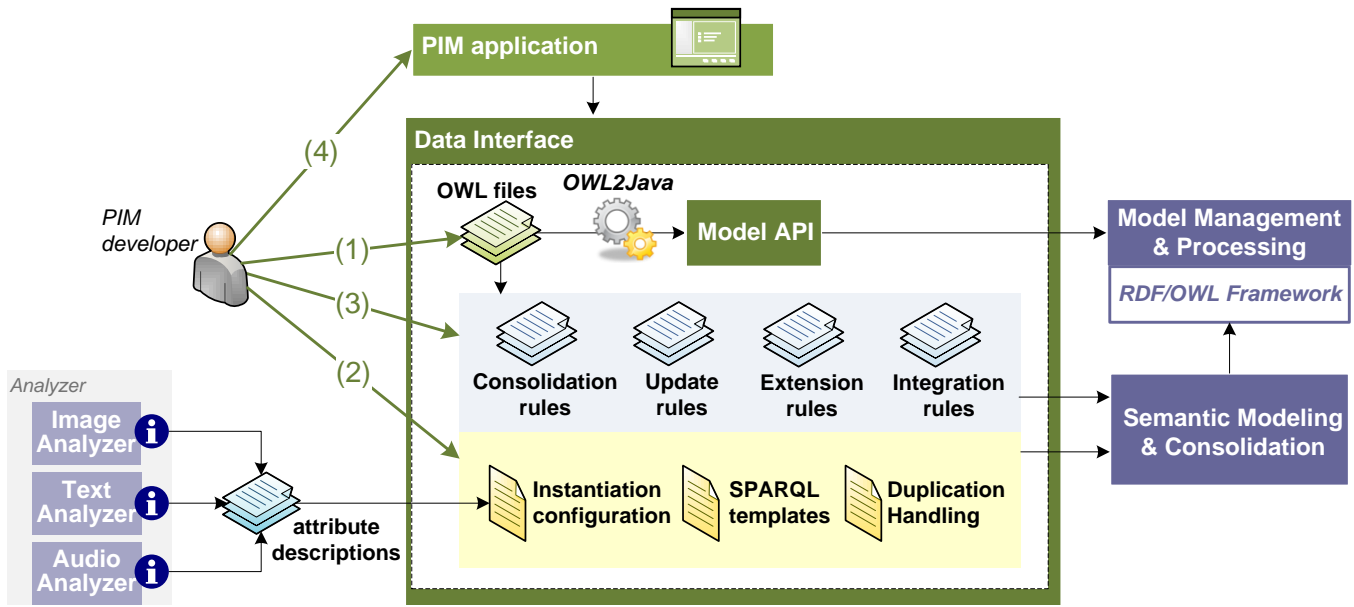 PIM application
(4)
Data Interface
OWL files
OWL2Java
PIM
developer
(1)
Model API
Model Management
& Processing
RDF/OWL Framework
(3)
(2)
Consolidation
rules
Update
rules
Extension
rules
Integration
rules
Semantic Modeling
& Consolidation
Analyzer
Image
Analyzer
i
Text
Analyzer
i
Audio
Analyzer
i
attribute
descriptions
Instantiation
configuration
SPARQL
templates
Duplication
Handling